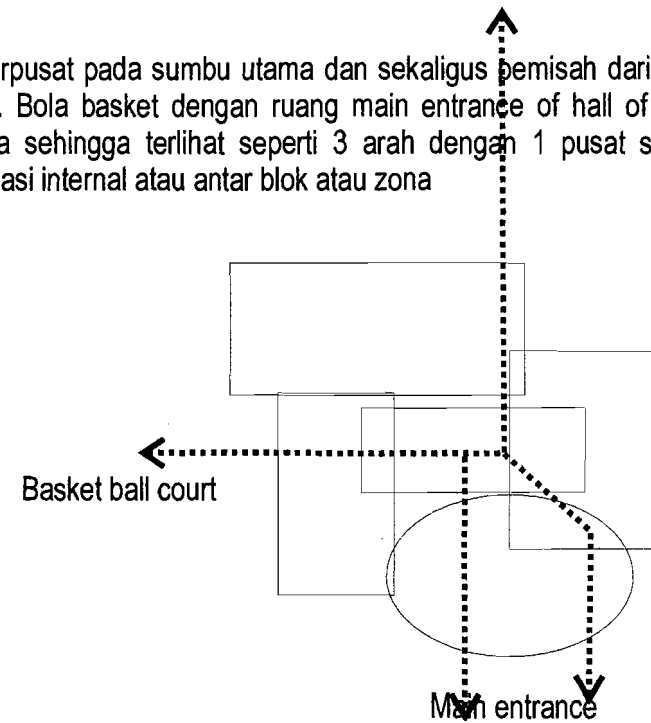 rpusat pada sumbu utama dan sekaligus pemisah dari
. Bola basket dengan ruang main entrance of hall of
a sehingga terlihat seperti 3 arah dengan 1 pusat s
asi internal atau antar blok atau zona
Basket ball court
Main entrance